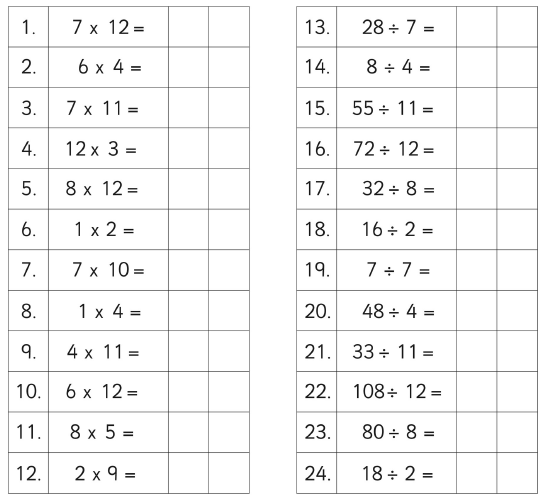 1. 7 x 12 =
2. 6 x 4 =
3. 7 x 11 =
4. 12 x 3 =
5. 8 x 12 =
6. 1 x 2 =
7. 7 x 10 =
8. 1 x 4 =
9. 4 x 11 =
10. 6 x 12 =
11. 8 x 5 =
12. 2 x 9 =
13. 28 ÷ 7 =
14. 8 ÷ 4 =
15. 55 ÷ 11 =
16. 72 ÷ 12 =
17. 32 ÷ 8 =
18. 16 ÷ 2 =
19. 7 ÷ 7 =
20. 48 ÷ 4 =
21. 33 ÷ 11 =
22. 108 ÷ 12 =
23. 80 ÷ 8 =
24. 18 ÷ 2 =